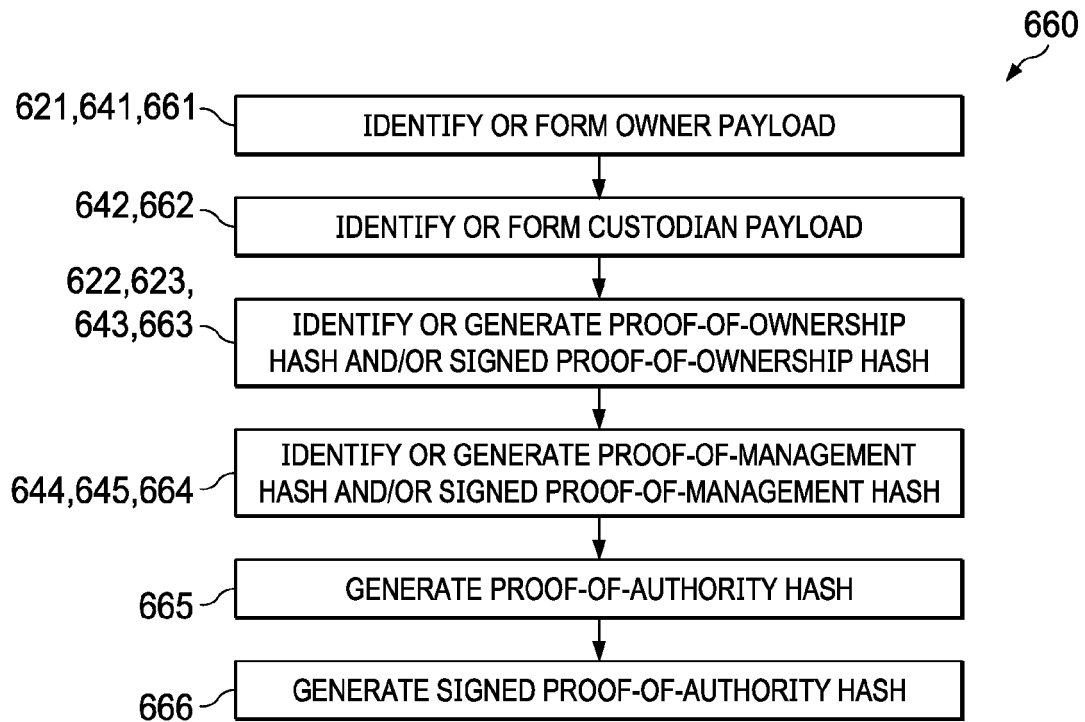 660
621,641,661
IDENTIFY OR FORM OWNER PAYLOAD
642,662
IDENTIFY OR FORM CUSTODIAN PAYLOAD
622,623,
643,663
IDENTIFY OR GENERATE PROOF-OF-OWNERSHIP
HASH AND/OR SIGNED PROOF-OF-OWNERSHIP HASH
644,645,664
IDENTIFY OR GENERATE PROOF-OF-MANAGEMENT
HASH AND/OR SIGNED PROOF-OF-MANAGEMENT HASH
665
GENERATE PROOF-OF-AUTHORITY HASH
666
GENERATE SIGNED PROOF-OF-AUTHORITY HASH